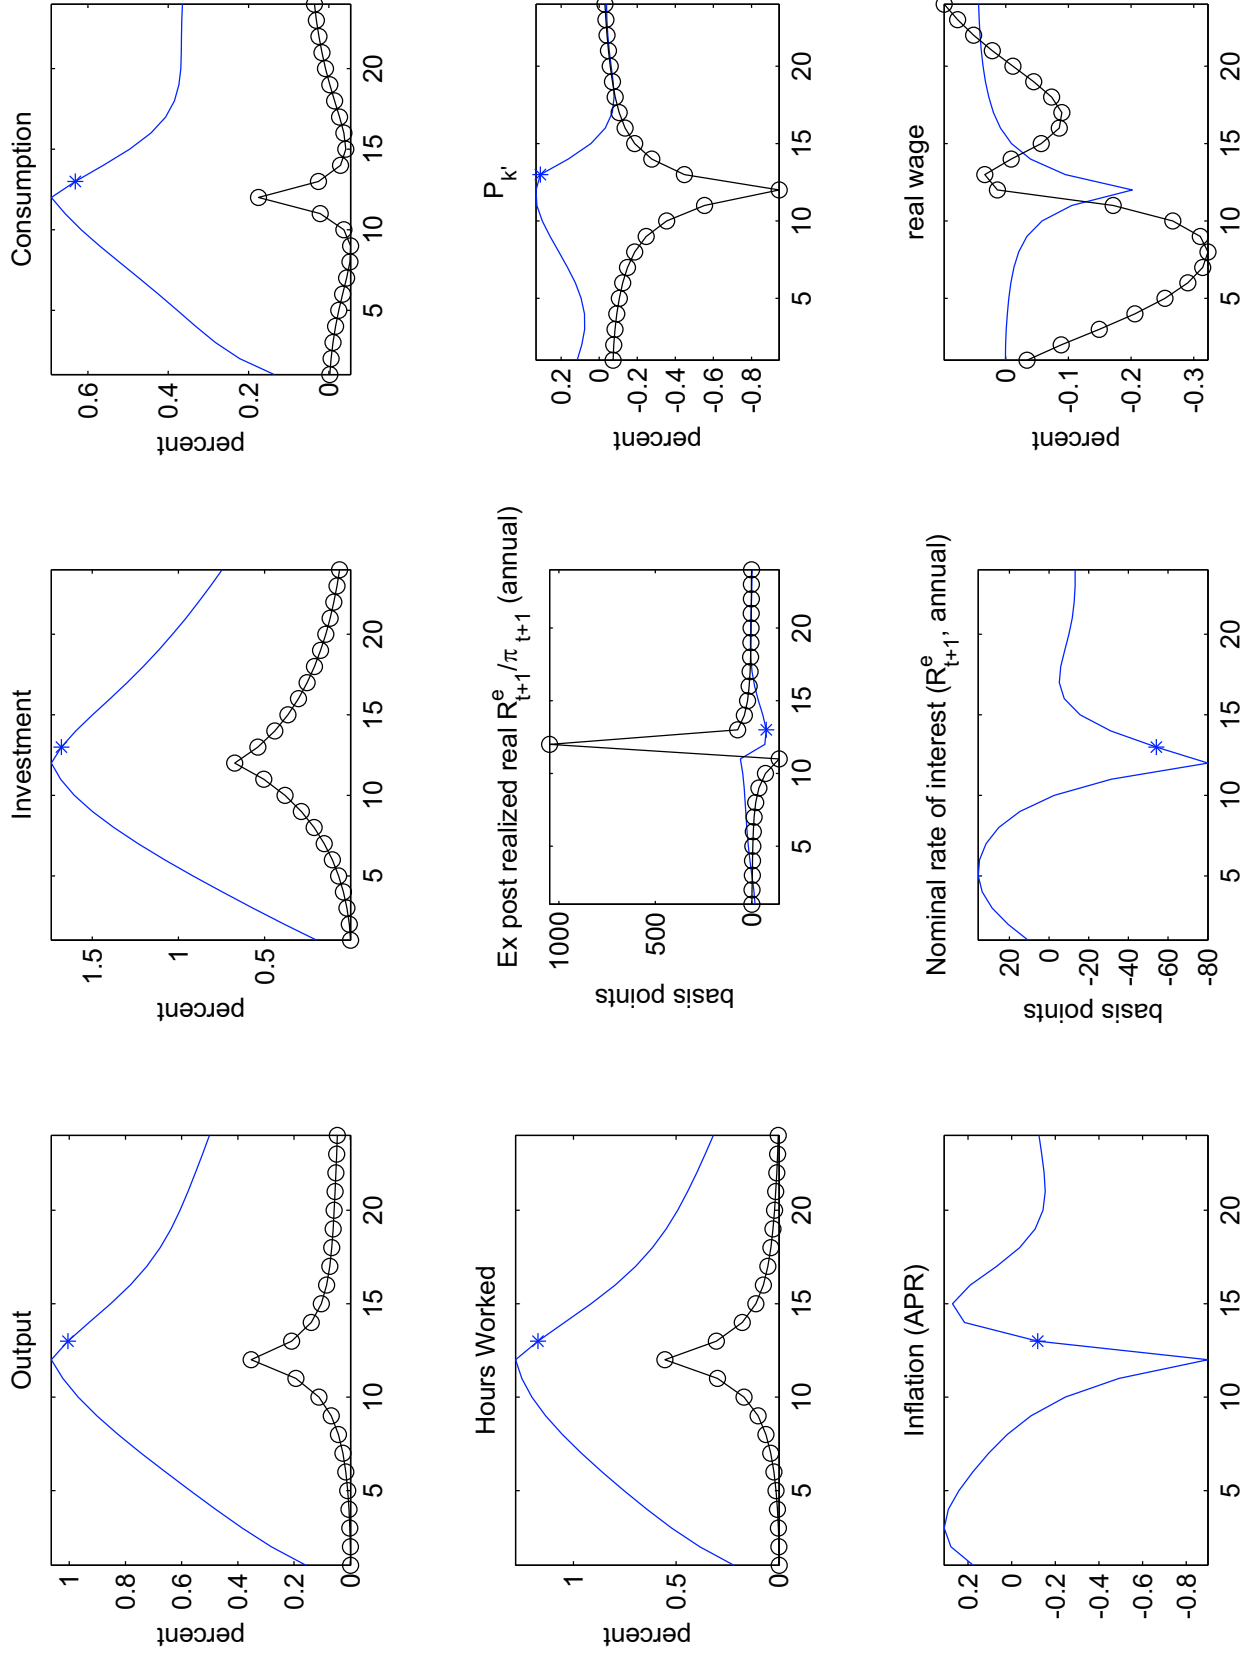 Output
1
0.8
0.6
0.4
0.2
0
percent
5 10 15 20
Investment
1.5
1
0.5
percent
5 10 15 20
Consumption
0.6
0.4
0.2
0
percent
5 10 15 20
Hours Worked
1
0.5
0
percent
5 10 15 20
Ex post realized real R^e_{t+1}/π_{t+1} (annual)
1000
500
0
basis points
5 10 15 20
P_{k'}
0.2
0
-0.2
-0.4
-0.6
-0.8
percent
5 10 15 20
Inflation (APR)
0.2
0
-0.2
-0.4
-0.6
-0.8
5 10 15 20
Nominal rate of interest (R^e_{t+1}, annual)
20
0
-20
-40
-60
-80
basis points
5 10 15 20
real wage
0
-0.1
-0.2
-0.3
percent
5 10 15 20